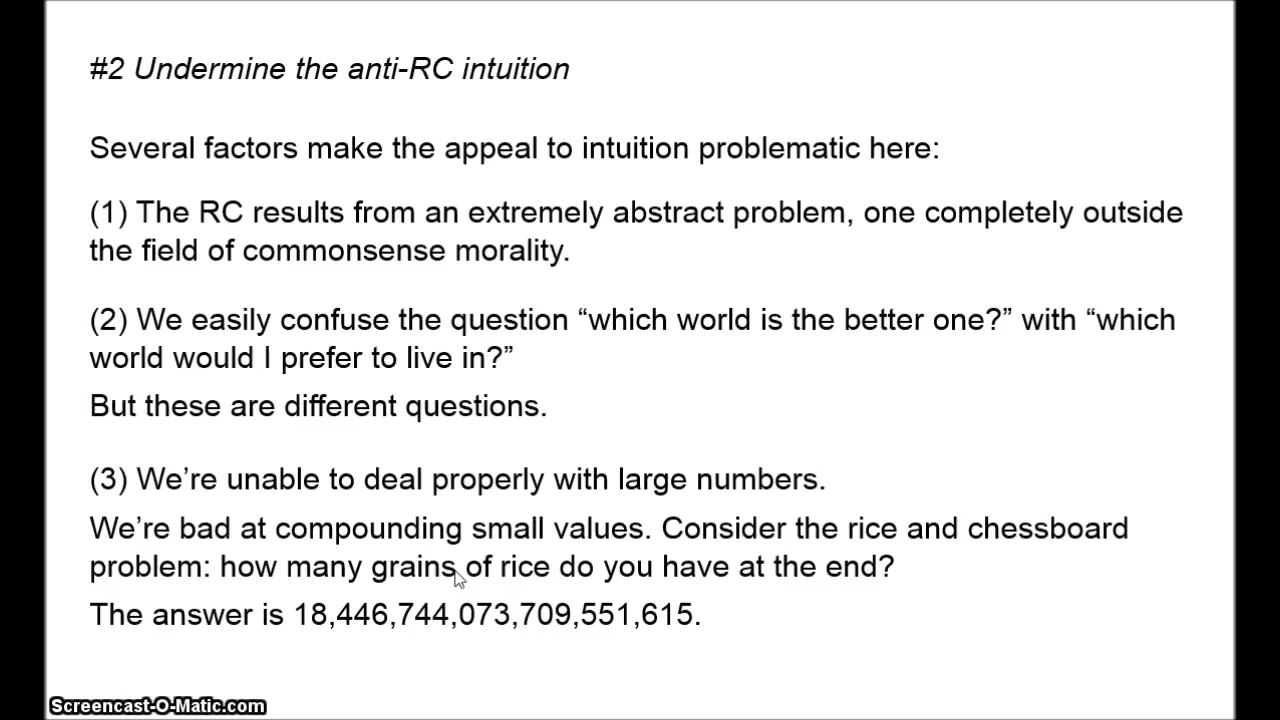 #2 Undermine the anti-RC intuition
Several factors make the appeal to intuition problematic here:
(1) The RC results from an extremely abstract problem, one completely outside
the field of commonsense morality.
(2) We easily confuse the question “which world is the better one?” with “which
world would I prefer to live in?”
But these are different questions.
(3) We’re unable to deal properly with large numbers.
We’re bad at compounding small values. Consider the rice and chessboard
problem: how many grains of rice do you have at the end?
The answer is 18,446,744,073,709,551,615.
Screencast-O-Matic.com